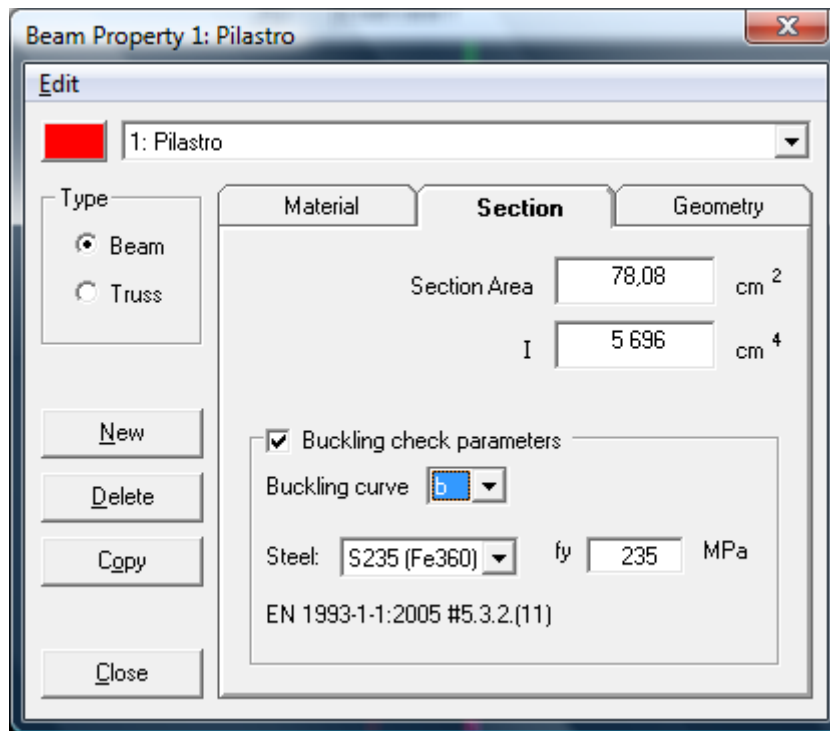 Beam Property 1: Pilastro
Edit
1: Pilastro
Type
Beam
Truss
New
Delete
Copy
Close
Material Section Geometry
Section Area 78,08 cm 2
I 5 696 cm 4
Buckling check parameters
Buckling curve b
Steel: S235 (Fe360) fy 235 MPa
EN 1993-1-1:2005 #5.3.2.(11)